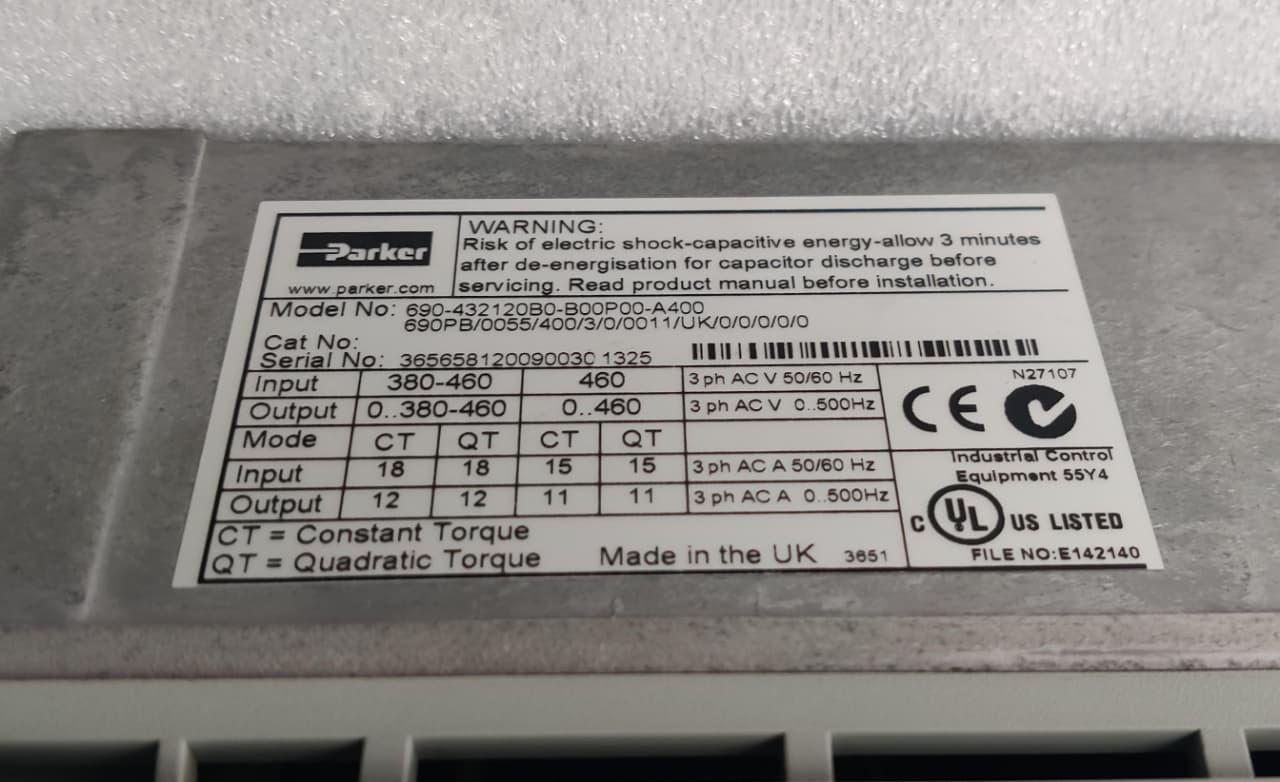 Parker
www.parker.com
WARNING:
Risk of electric shock-capacitive energy-allow 3 minutes
after de-energisation for capacitor discharge before
servicing. Read product manual before installation.
Model No: 690-432120B0-B00P00-A400
690PB/0055/400/3/0/0011/UK/0/0/0/0/0
Cat No:
Serial No: 365658120090030 1325
Input 380-460 460 3 ph AC V 50/60 Hz
Output 0..380-460 0..460 3 ph AC V 0..500Hz
Mode CT QT CT QT
Input 18 18 15 15 3 ph AC A 50/60 Hz
Output 12 12 11 11 3 ph AC A 0..500Hz
CT = Constant Torque
QT = Quadratic Torque Made in the UK 3651
CE
N27107
Industrial Control
Equipment 55Y4
C UL US LISTED
FILE NO:E142140